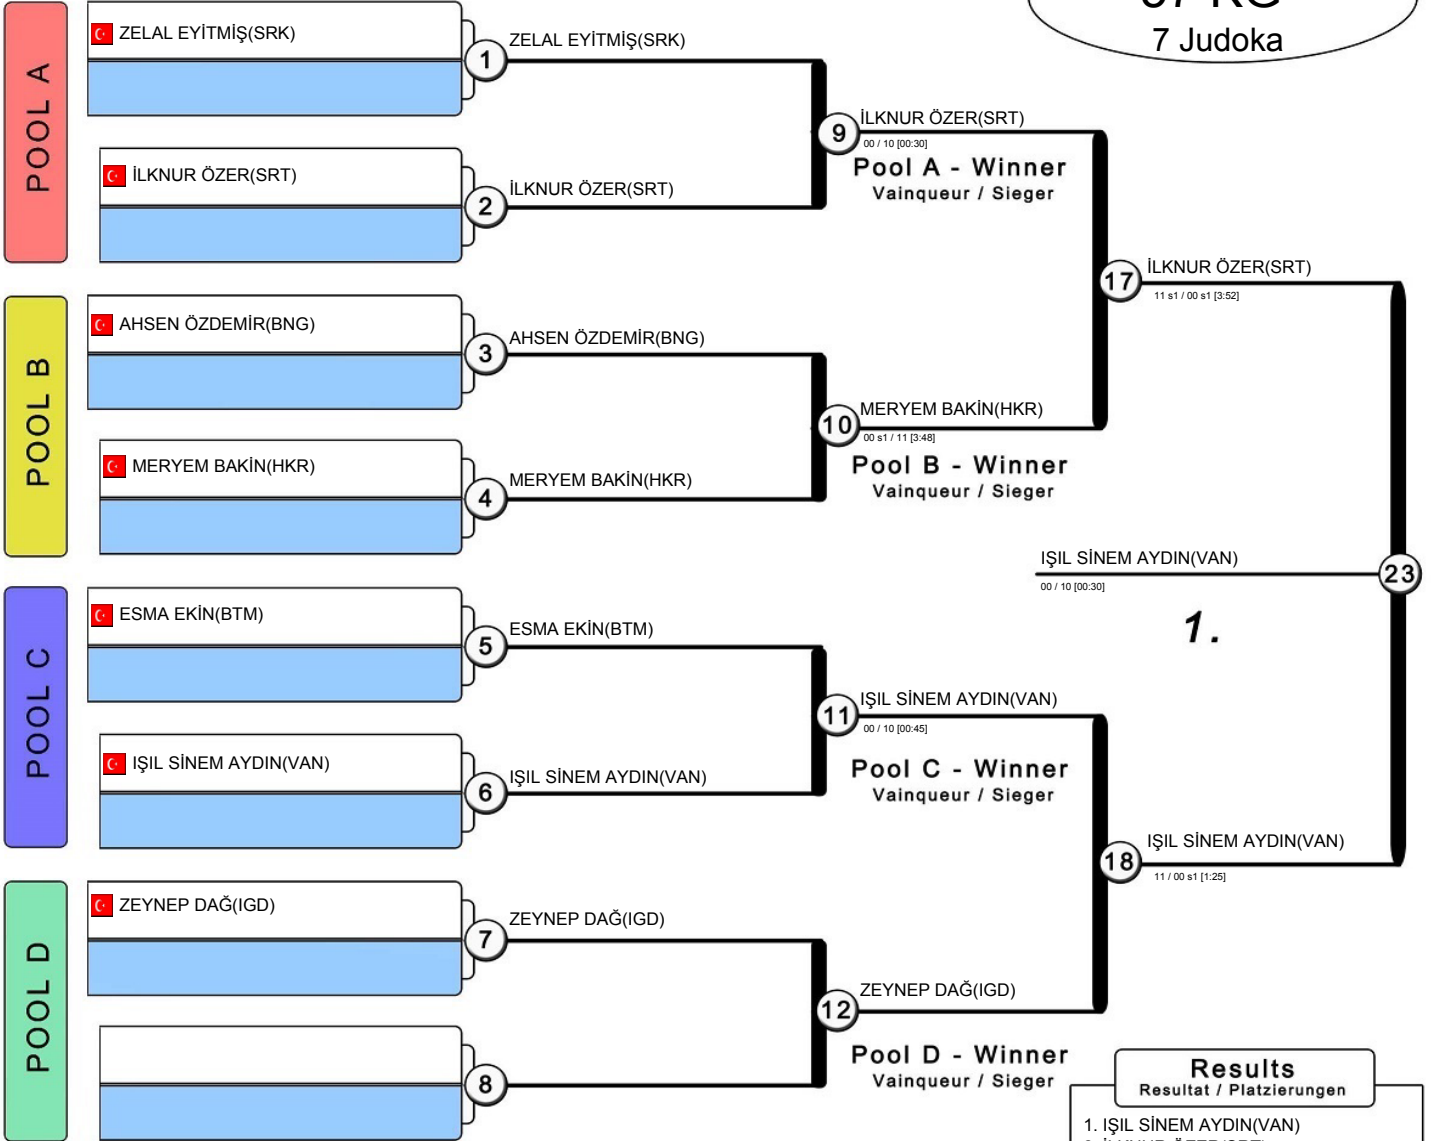 7 Judoka
POOL A
ZELAL EYİTMİŞ(SRK)
1
ZELAL EYİTMİŞ(SRK)
İLKNUR ÖZER(SRT)
2
İLKNUR ÖZER(SRT)
9
İLKNUR ÖZER(SRT)
00 / 10 [00:30]
Pool A - Winner
Vainqueur / Sieger
POOL B
AHSEN ÖZDEMİR(BNG)
3
AHSEN ÖZDEMİR(BNG)
MERYEM BAKİN(HKR)
4
MERYEM BAKİN(HKR)
10
MERYEM BAKİN(HKR)
00 s1 / 11 [3:48]
Pool B - Winner
Vainqueur / Sieger
17
İLKNUR ÖZER(SRT)
11 s1 / 00 s1 [3:52]
IŞIL SİNEM AYDIN(VAN)
23
00 / 10 [00:30]
1.
POOL C
ESMA EKİN(BTM)
5
ESMA EKİN(BTM)
IŞIL SİNEM AYDIN(VAN)
6
IŞIL SİNEM AYDIN(VAN)
11
IŞIL SİNEM AYDIN(VAN)
00 / 10 [00:45]
Pool C - Winner
Vainqueur / Sieger
18
IŞIL SİNEM AYDIN(VAN)
11 / 00 s1 [1:25]
POOL D
ZEYNEP DAĞ(IGD)
7
ZEYNEP DAĞ(IGD)
8
12
ZEYNEP DAĞ(IGD)
Pool D - Winner
Vainqueur / Sieger
Results
Resultat / Platzierungen
1. IŞIL SİNEM AYDIN(VAN)